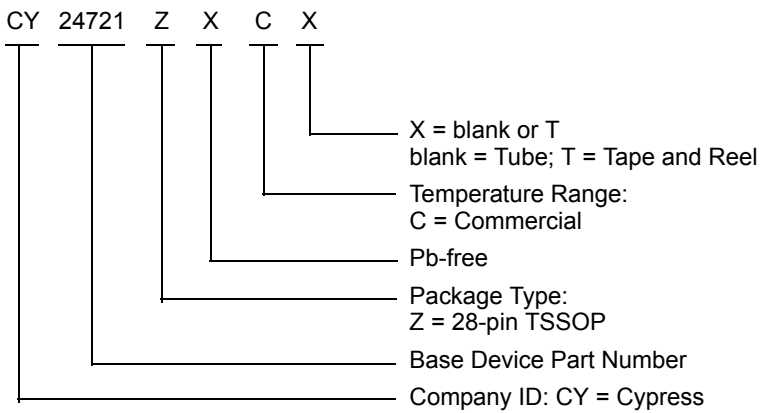 CY 24721 Z X C X
X = blank or T
blank = Tube; T = Tape and Reel
Temperature Range:
C = Commercial
Pb-free
Package Type:
Z = 28-pin TSSOP
Base Device Part Number
Company ID: CY = Cypress